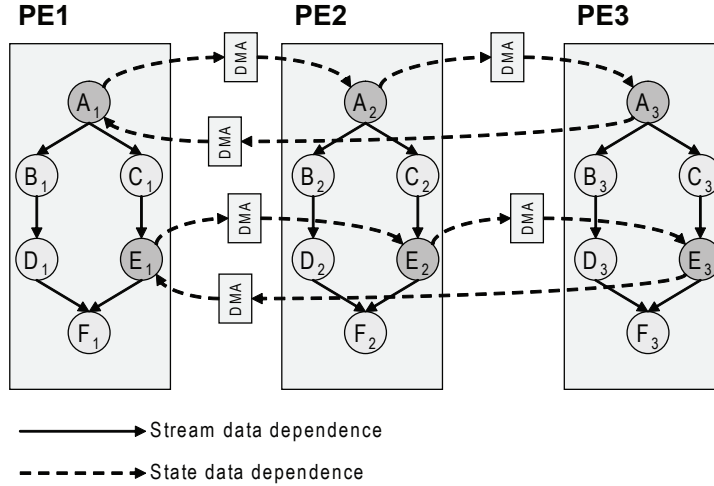 PE1 PE2 PE3
DMA DMA
A1 A2 A3
DMA
B1 C1 B2 C2 B3 C3
DMA DMA
D1 E1 D2 E2 D3 E3
DMA
F1 F2 F3
Stream data dependence
State data dependence